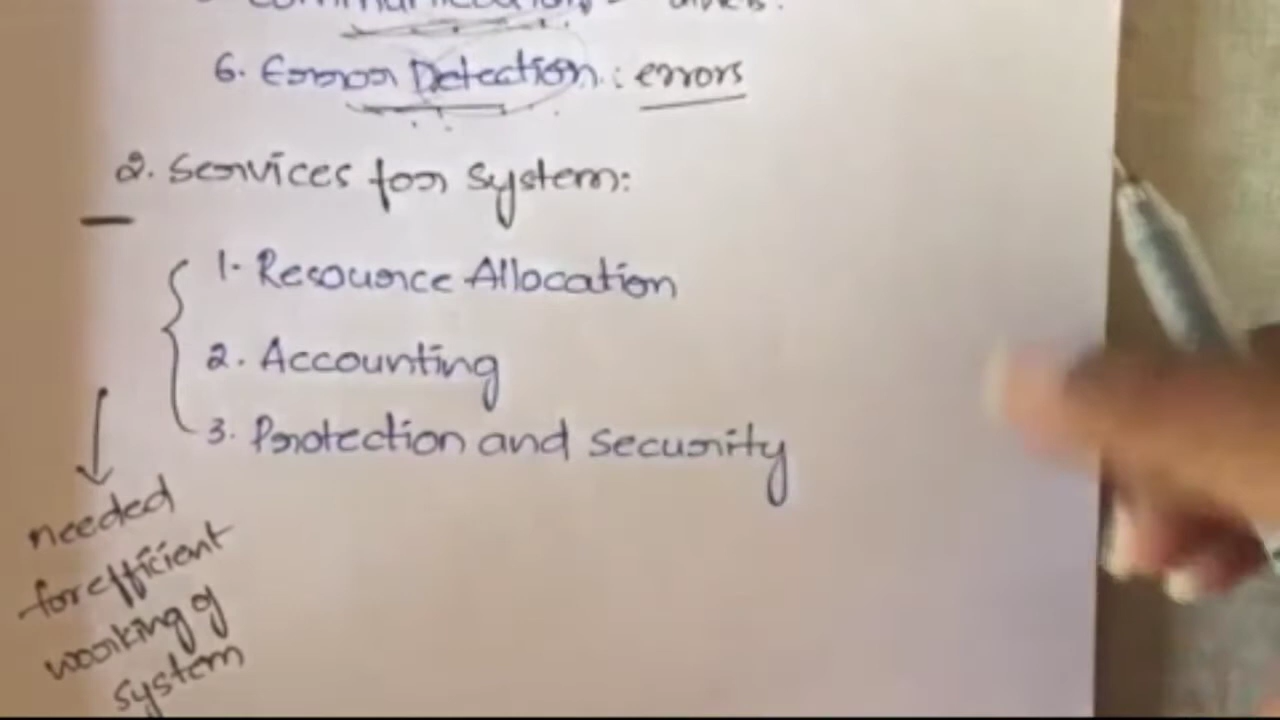 6. Error Detection : errors
2. Services for System:
1. Resource Allocation
2. Accounting
3. Protection and Security
needed
for efficient
working of
system